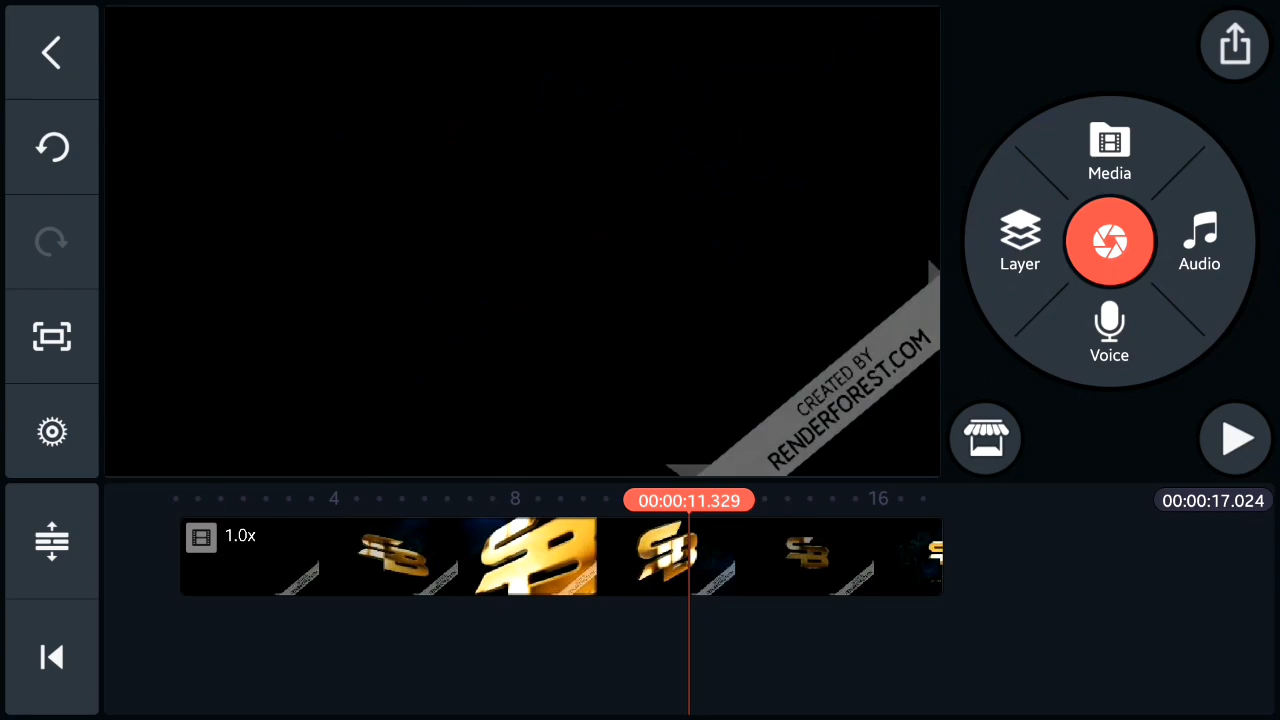 Media
Layer
Audio
Voice
CREATED BY
RENDERFOREST.COM
4
8
00:00:11.329
16
00:00:17.024
1.0x